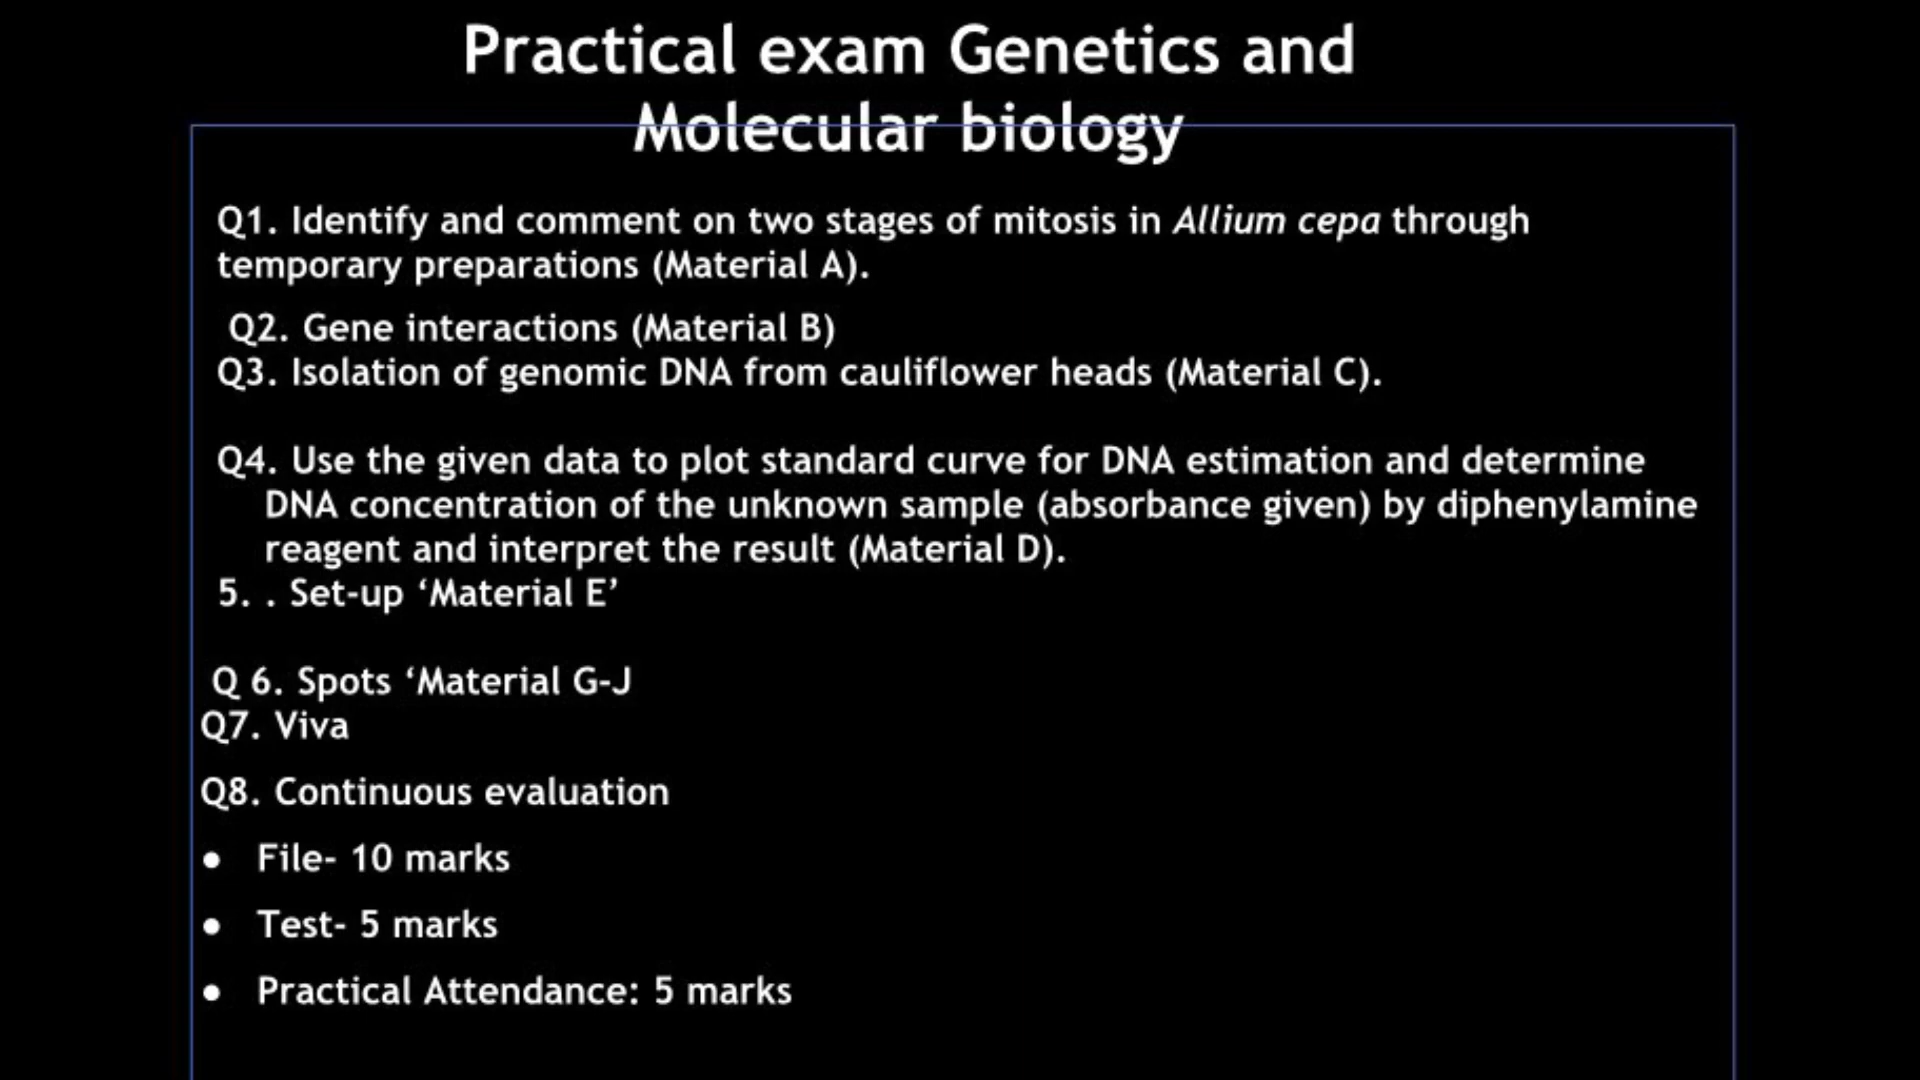 Practical exam Genetics and
Molecular biology
Q1. Identify and comment on two stages of mitosis in Allium cepa through
temporary preparations (Material A).
Q2. Gene interactions (Material B)
Q3. Isolation of genomic DNA from cauliflower heads (Material C).
Q4. Use the given data to plot standard curve for DNA estimation and determine
DNA concentration of the unknown sample (absorbance given) by diphenylamine
reagent and interpret the result (Material D).
5. . Set-up ‘Material E’
Q 6. Spots ‘Material G-J
Q7. Viva
Q8. Continuous evaluation
● File- 10 marks
● Test- 5 marks
● Practical Attendance: 5 marks